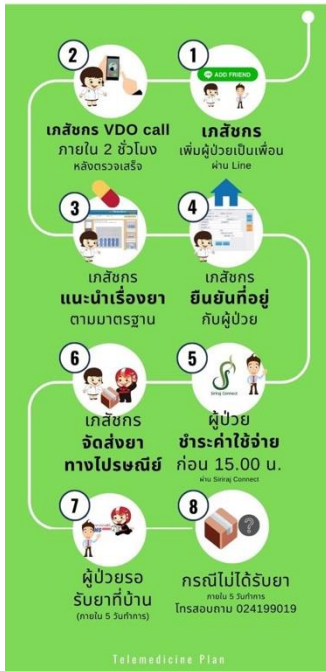 1
ADD FRIEND
เภสัชกร
เพิ่มผู้ป่วยเป็นเพื่อน
ผ่าน Line
2
เภสัชกร VDO call
ภายใน 2 ชั่วโมง
หลังตรวจเสร็จ
3
เภสัชกร
แนะนำเรื่องยา
ตามมาตรฐาน
4
เภสัชกร
ยืนยันที่อยู่
กับผู้ป่วย
5
Siriraj Connect
ผู้ป่วย
ชำระค่าใช้จ่าย
ก่อน 15.00 น.
ผ่าน Siriraj Connect
6
เภสัชกร
จัดส่งยา
ทางไปรษณีย์
7
ผู้ป่วยรอ
รับยาที่บ้าน
(ภายใน 5 วันทำการ)
8
?
กรณีไม่ได้รับยา
ภายใน 5 วันทำการ
โทรสอบถาม 024199019
Telemedicine Plan